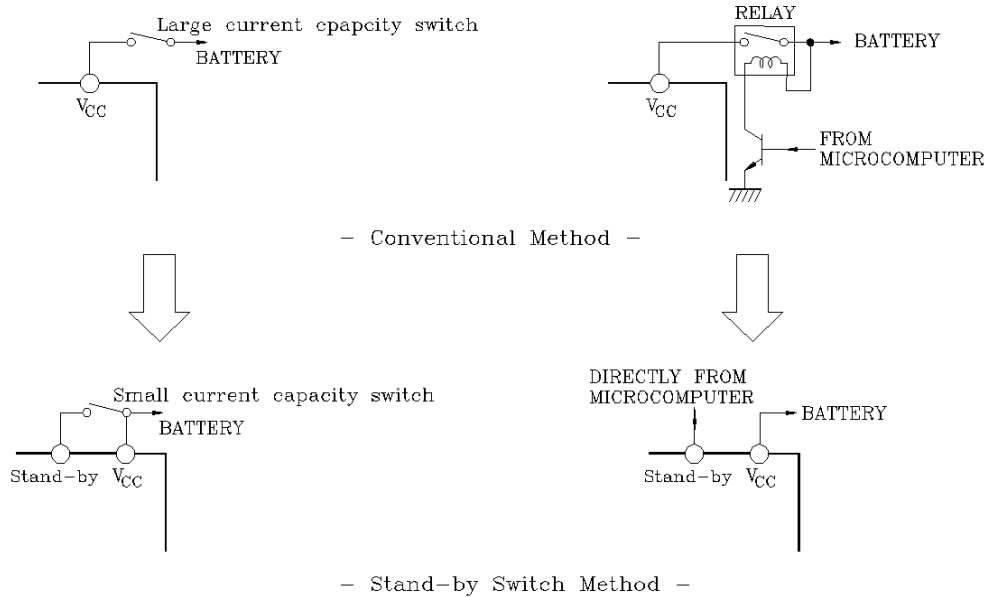 Large current cpapcity switch
BATTERY
VCC
RELAY
BATTERY
VCC
FROM
MICROCOMPUTER
- Conventional Method -
Small current capacity switch
BATTERY
Stand-by VCC
DIRECTLY FROM
MICROCOMPUTER
BATTERY
Stand-by VCC
- Stand-by Switch Method -